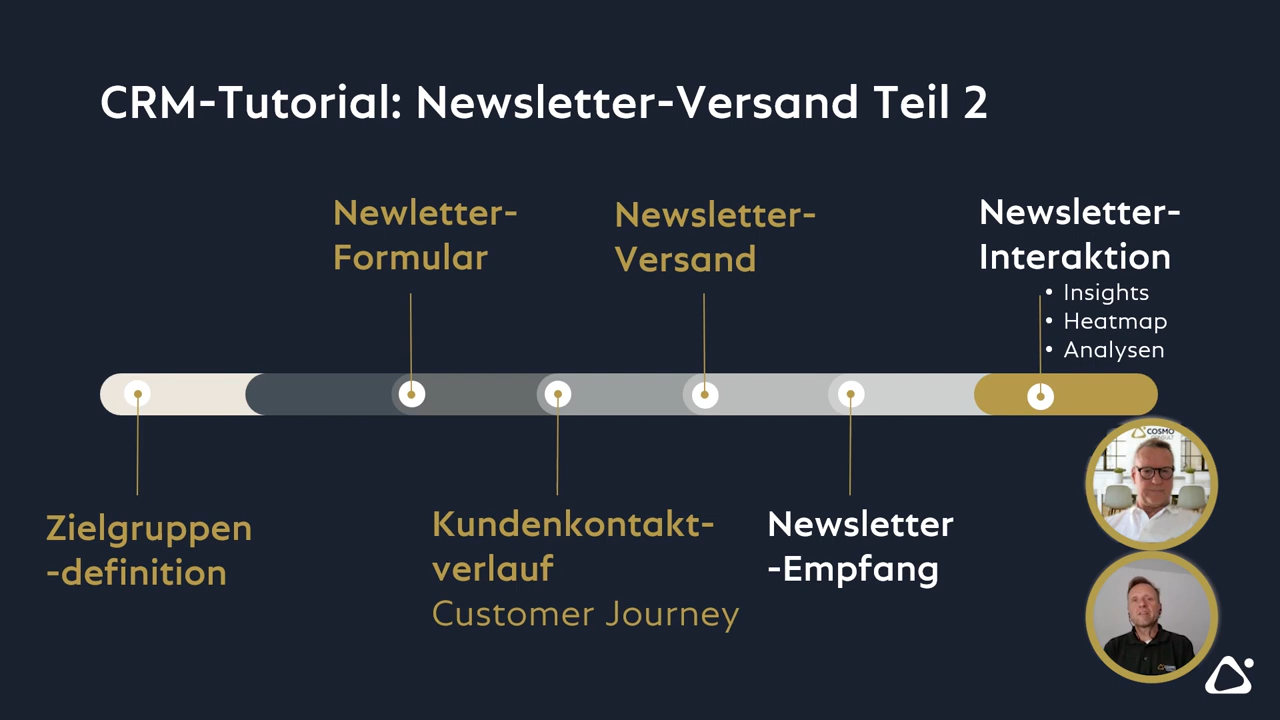 CRM-Tutorial: Newsletter-Versand Teil 2
Newletter-
Formular
Newsletter-
Versand
Newsletter-
Interaktion
• Insights
• Heatmap
• Analysen
Zielgruppen
-definition
Kundenkontakt-
verlauf
Customer Journey
Newsletter
-Empfang
COSMO
CONSULT